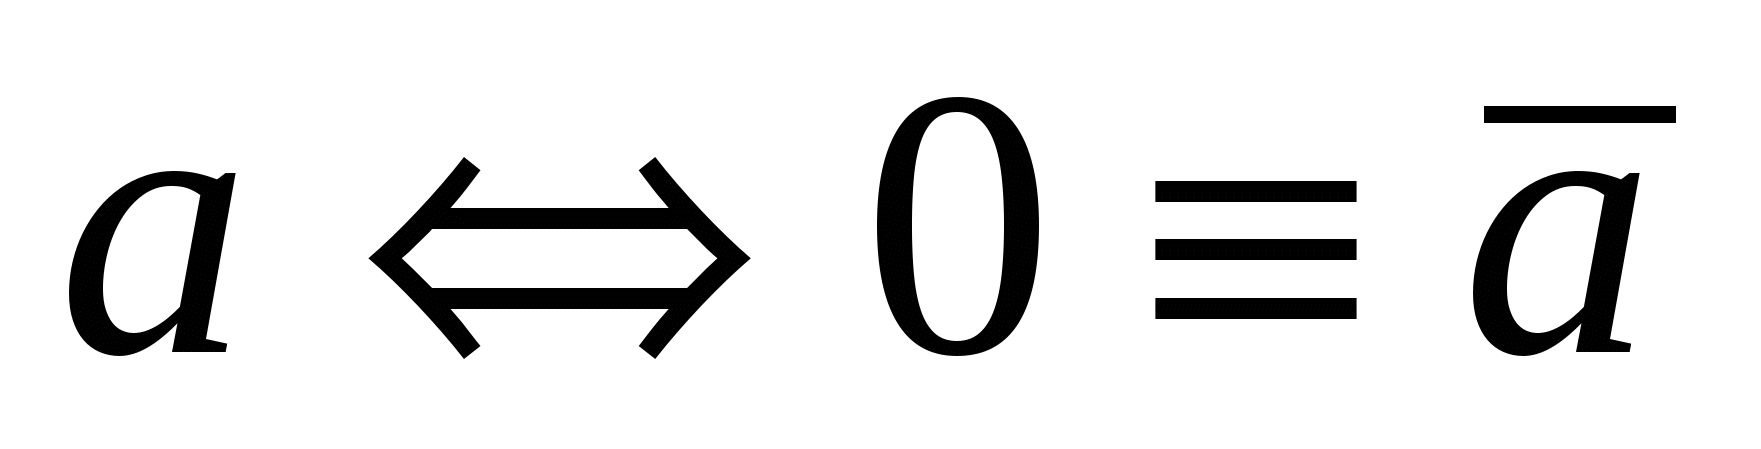 a ⇔ 0 ≡ a̅